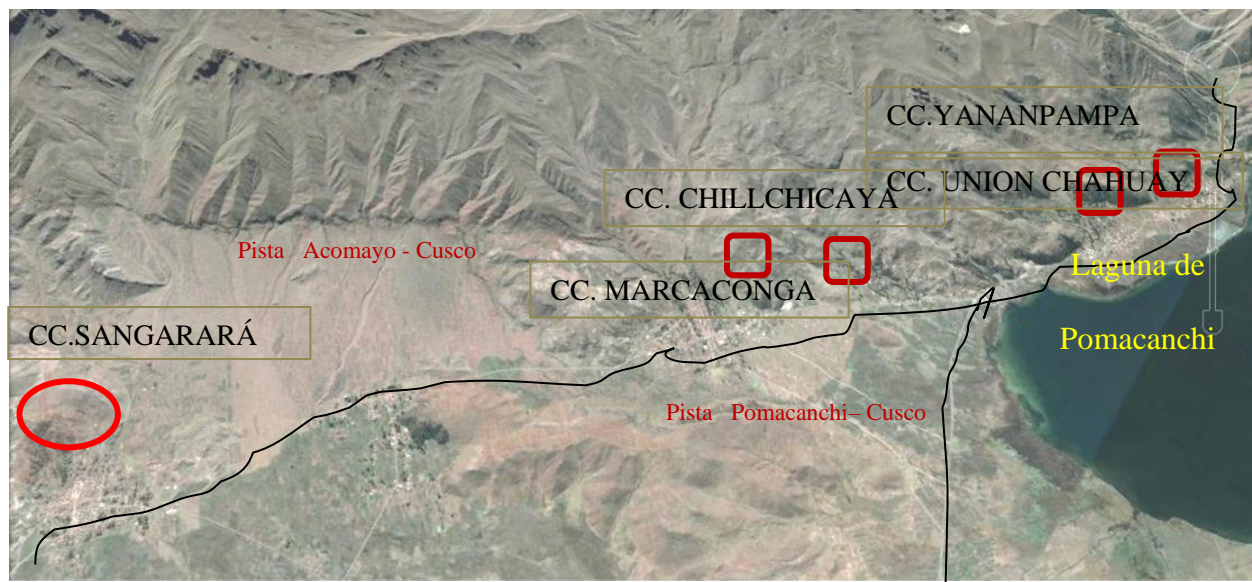 CC.YANANPAMPA
CC. UNION CHAHUAY
CC. CHILLCHICAYA
Pista Acomayo - Cusco
Laguna de
Pomacanchi
CC. MARCACONGA
CC.SANGARARÁ
Pista Pomacanchi– Cusco